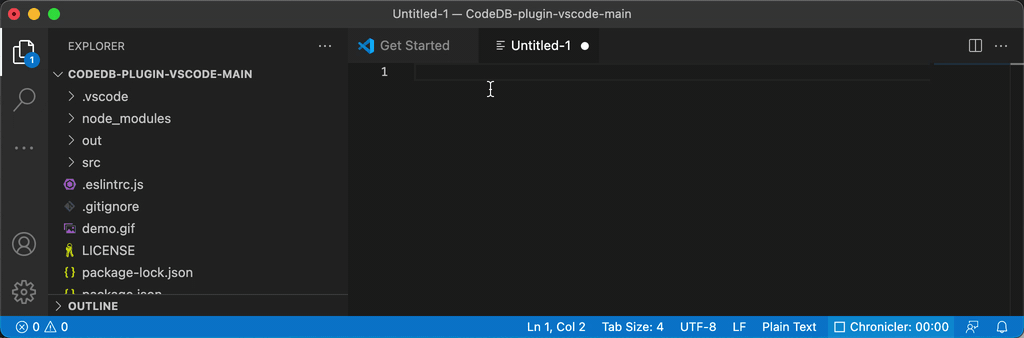 Untitled-1 — CodeDB-plugin-vscode-main
EXPLORER
Get Started
Untitled-1
1
CODEDB-PLUGIN-VSCODE-MAIN
1
.vscode
node_modules
out
src
.eslintrc.js
.gitignore
demo.gif
LICENSE
{} package-lock.json
{} package.json
OUTLINE
0 0 Ln 1, Col 2 Tab Size: 4 UTF-8 LF Plain Text Chronicler: 00:00